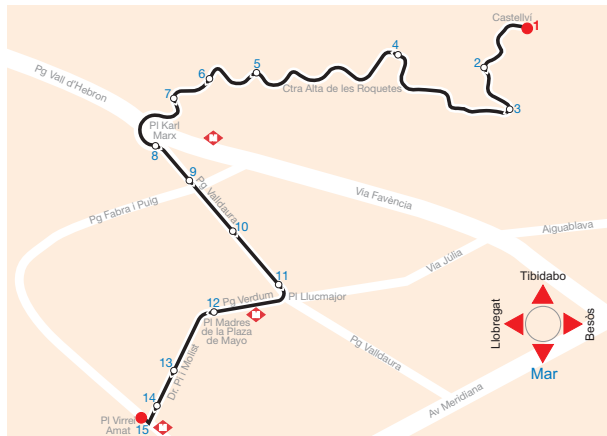 Castellví
1
2
3
4
5
6
7
Ctra Alta de les Roquetes
Pg Vall d'Hebron
Pl Karl
Marx
8
9
Pg Valldaura
Via Favència
Pg Fabra i Puig
10
Aiguablava
Via Júlia
11
Pl Llucmajor
Pg Verdum
12
Pl Madres
de la Plaza
de Mayo
Pg Valldaura
13
Dr. Pi i Molist
14
Pl Virrei
Amat
15
Av Meridiana
Tibidabo
Llobregat
Besòs
Mar